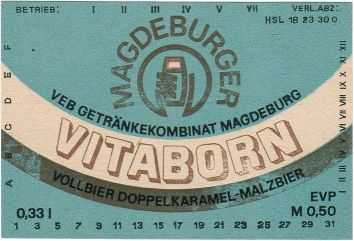 BETRIEB: I II III IV V VI VII VERL.ABZ:
HSL 18 23 30 0
MAGDEBURGER
VEB GETRÄNKEKOMBINAT MAGDEBURG
VITABORN
VOLLBIER DOPPELKARAMEL-MALZBIER
0,33 l
EVP
M 0,50
A B C D E F
I II III IV V VI VII VIII IX X XI XII
1 3 5 7 9 11 13 15 17 19 21 23 25 27 29 31